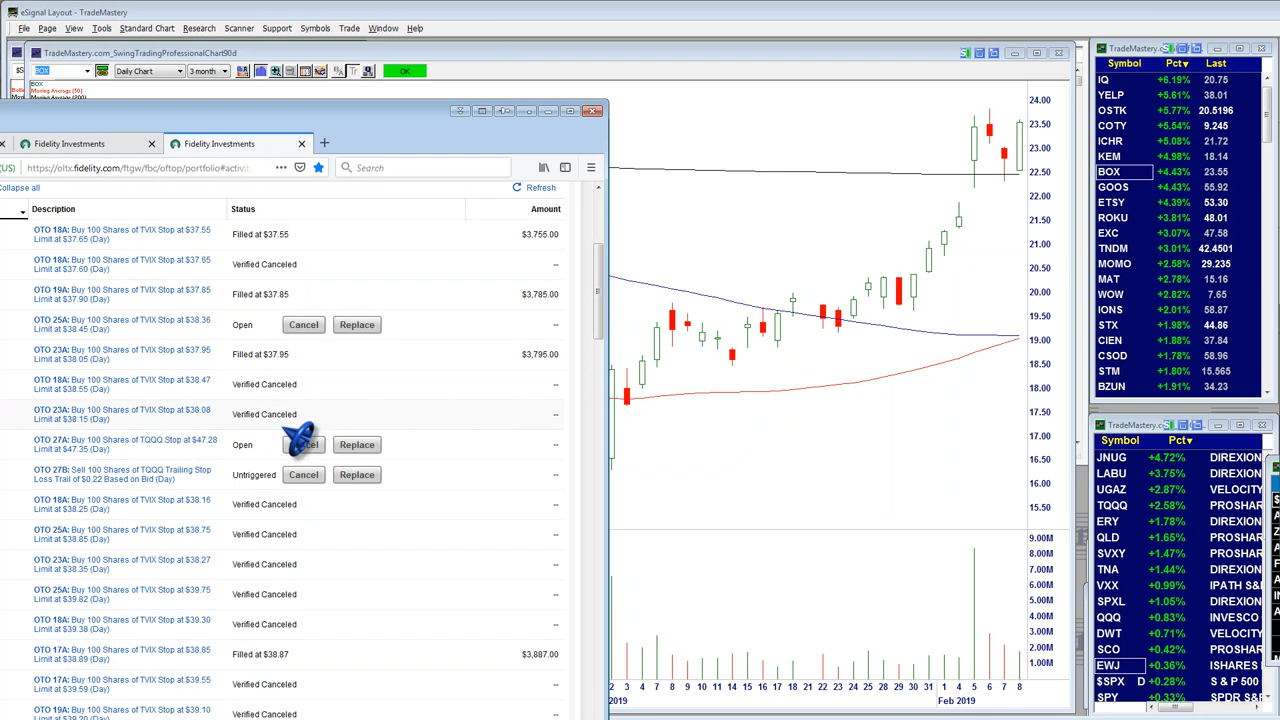 eSignal Layout - TradeMastery
File Page View Tools Standard Chart Research Scanner Support Symbols Trade Window Help
TradeMastery.com_SwingTradingProfessionalChart90d
BOX Daily Chart 3 month OK
BOX
Moving Average (50)
Moving Average (200)
Fidelity Investments Fidelity Investments
(US) https://oltx.fidelity.com/ftgw/fbc/oftop/portfolio#activit Search
Collapse all Refresh
Description Status Amount
OTO 18A: Buy 100 Shares of TVIX Stop at $37.55
Limit at $37.65 (Day) Filled at $37.55 $3,755.00
OTO 18A: Buy 100 Shares of TVIX Stop at $37.65
Limit at $37.60 (Day) Verified Canceled --
OTO 19A: Buy 100 Shares of TVIX Stop at $37.85
Limit at $37.90 (Day) Filled at $37.85 $3,785.00
OTO 25A: Buy 100 Shares of TVIX Stop at $38.36
Limit at $38.45 (Day) Open Cancel Replace --
OTO 23A: Buy 100 Shares of TVIX Stop at $37.95
Limit at $38.05 (Day) Filled at $37.95 $3,795.00
OTO 18A: Buy 100 Shares of TVIX Stop at $38.47
Limit at $38.55 (Day) Verified Canceled --
OTO 23A: Buy 100 Shares of TVIX Stop at $38.08
Limit at $38.15 (Day) Verified Canceled --
OTO 27A: Buy 100 Shares of TQQQ Stop at $47.28
Limit at $47.35 (Day) Open Replace --
OTO 27B: Sell 100 Shares of TQQQ Trailing Stop
Loss Trail of $0.22 Based on Bid (Day) Untriggered Cancel Replace --
OTO 18A: Buy 100 Shares of TVIX Stop at $38.16
Limit at $38.25 (Day) Verified Canceled --
OTO 25A: Buy 100 Shares of TVIX Stop at $38.75
Limit at $38.85 (Day) Verified Canceled --
OTO 23A: Buy 100 Shares of TVIX Stop at $38.27
Limit at $38.35 (Day) Verified Canceled --
OTO 25A: Buy 100 Shares of TVIX Stop at $39.75
Limit at $39.82 (Day) Verified Canceled --
OTO 18A: Buy 100 Shares of TVIX Stop at $39.30
Limit at $39.38 (Day) Verified Canceled --
OTO 17A: Buy 100 Shares of TVIX Stop at $38.85
Limit at $38.89 (Day) Filled at $38.87 $3,887.00
OTO 17A: Buy 100 Shares of TVIX Stop at $39.55
Limit at $39.59 (Day) Verified Canceled --
OTO 19A: Buy 100 Shares of TVIX Stop at $39.10
Limit at $39.20 (Day) Verified Canceled --
24.00
23.50
23.00
22.50
22.00
21.50
21.00
20.50
20.00
19.50
19.00
18.50
18.00
17.50
17.00
16.50
16.00
15.50
9.00M
8.00M
7.00M
6.00M
5.00M
4.00M
3.00M
2.00M
1.00M
2 3 4 7 8 9 10 11 14 15 16 17 18 22 23 24 25 28 29 30 31 1 4 5 6 7 8
2019 Feb 2019
TradeMastery.c
Symbol Pct Last
IQ +6.19% 20.75
YELP +5.61% 38.01
OSTK +5.77% 20.5196
COTY +5.54% 9.245
ICHR +5.08% 21.72
KEM +4.98% 18.14
BOX +4.43% 23.55
GOOS +4.43% 55.92
ETSY +4.39% 53.30
ROKU +3.81% 48.01
EXC +3.07% 47.58
TNDM +3.01% 42.4501
MOMO +2.58% 29.235
MAT +2.78% 15.16
WOW +2.82% 7.65
IONS +2.01% 58.87
STX +1.98% 44.86
CIEN +1.88% 37.84
CSOD +1.78% 58.96
STM +1.80% 15.565
BZUN +1.91% 34.23
TradeMastery.com
Symbol Pct
JNUG +4.72% DIREXION
LABU +3.75% DIREXION
UGAZ +2.87% VELOCITY
TQQQ +2.58% PROSHAR
ERY +1.78% DIREXION
QLD +1.65% PROSHAR
SVXY +1.47% PROSHAR
TNA +1.44% DIREXION
VXX +0.99% IPATH S&
SPXL +1.05% DIREXION
QQQ +0.83% INVESCO
DWT +0.71% VELOCITY
SCO +0.42% PROSHAR
EWJ +0.36% ISHARES
$SPX D +0.28% S & P 500
SPY +0.33% SPDR S&F